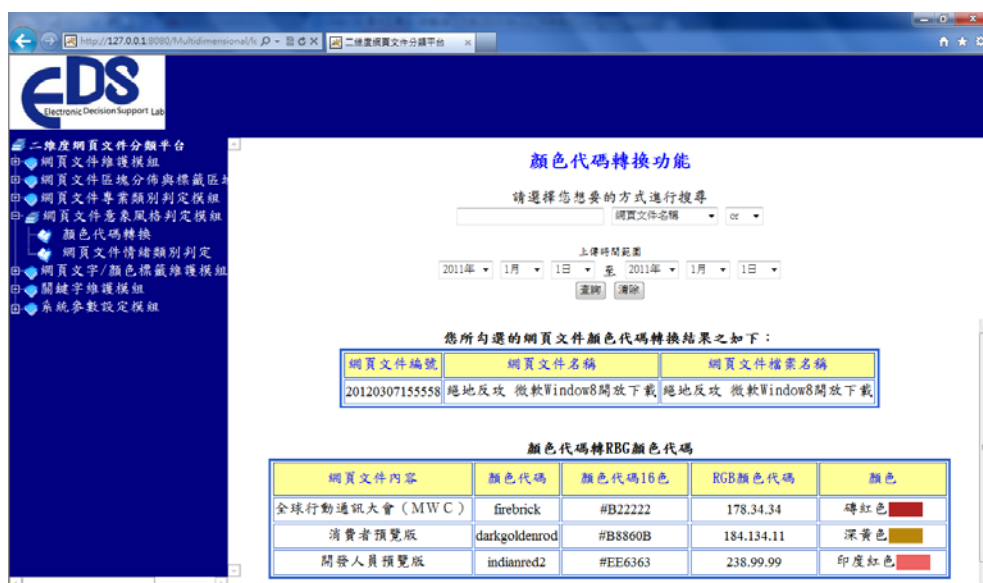 http://127.0.0.1:8080/Multidimensional/lc
二維度網頁文件分類平台
EDS
Electronic Decision Support Lab
二維度網頁文件分類平台
網頁文件維護模組
網頁文件區塊分佈與標籤區
網頁文件專業類別判定模組
網頁文件意象風格判定模組
顏色代碼轉換
網頁文件情緒類別判定
網頁文字/顏色標籤維護模組
關鍵字維護模組
系統參數設定模組
顏色代碼轉換功能
請選擇您想要的方式進行搜尋
網頁文件名稱 or
上傳時間範圍
2011年 1月 1日 至 2011年 1月 1日
查詢 清除
您所勾選的網頁文件顏色代碼轉換結果之如下：
網頁文件編號 網頁文件名稱 網頁文件檔案名稱
20120307155558 絕地反攻 微軟Window8開放下載 絕地反攻 微軟Window8開放下載
顏色代碼轉RBG顏色代碼
網頁文件內容 顏色代碼 顏色代碼16色 RGB顏色代碼 顏色
全球行動通訊大會（MWC） firebrick #B22222 178.34.34 磚紅色
消費者預覽版 darkgoldenrod #B8860B 184.134.11 深黃色
開發人員預覽版 indianred2 #EE6363 238.99.99 印度紅色